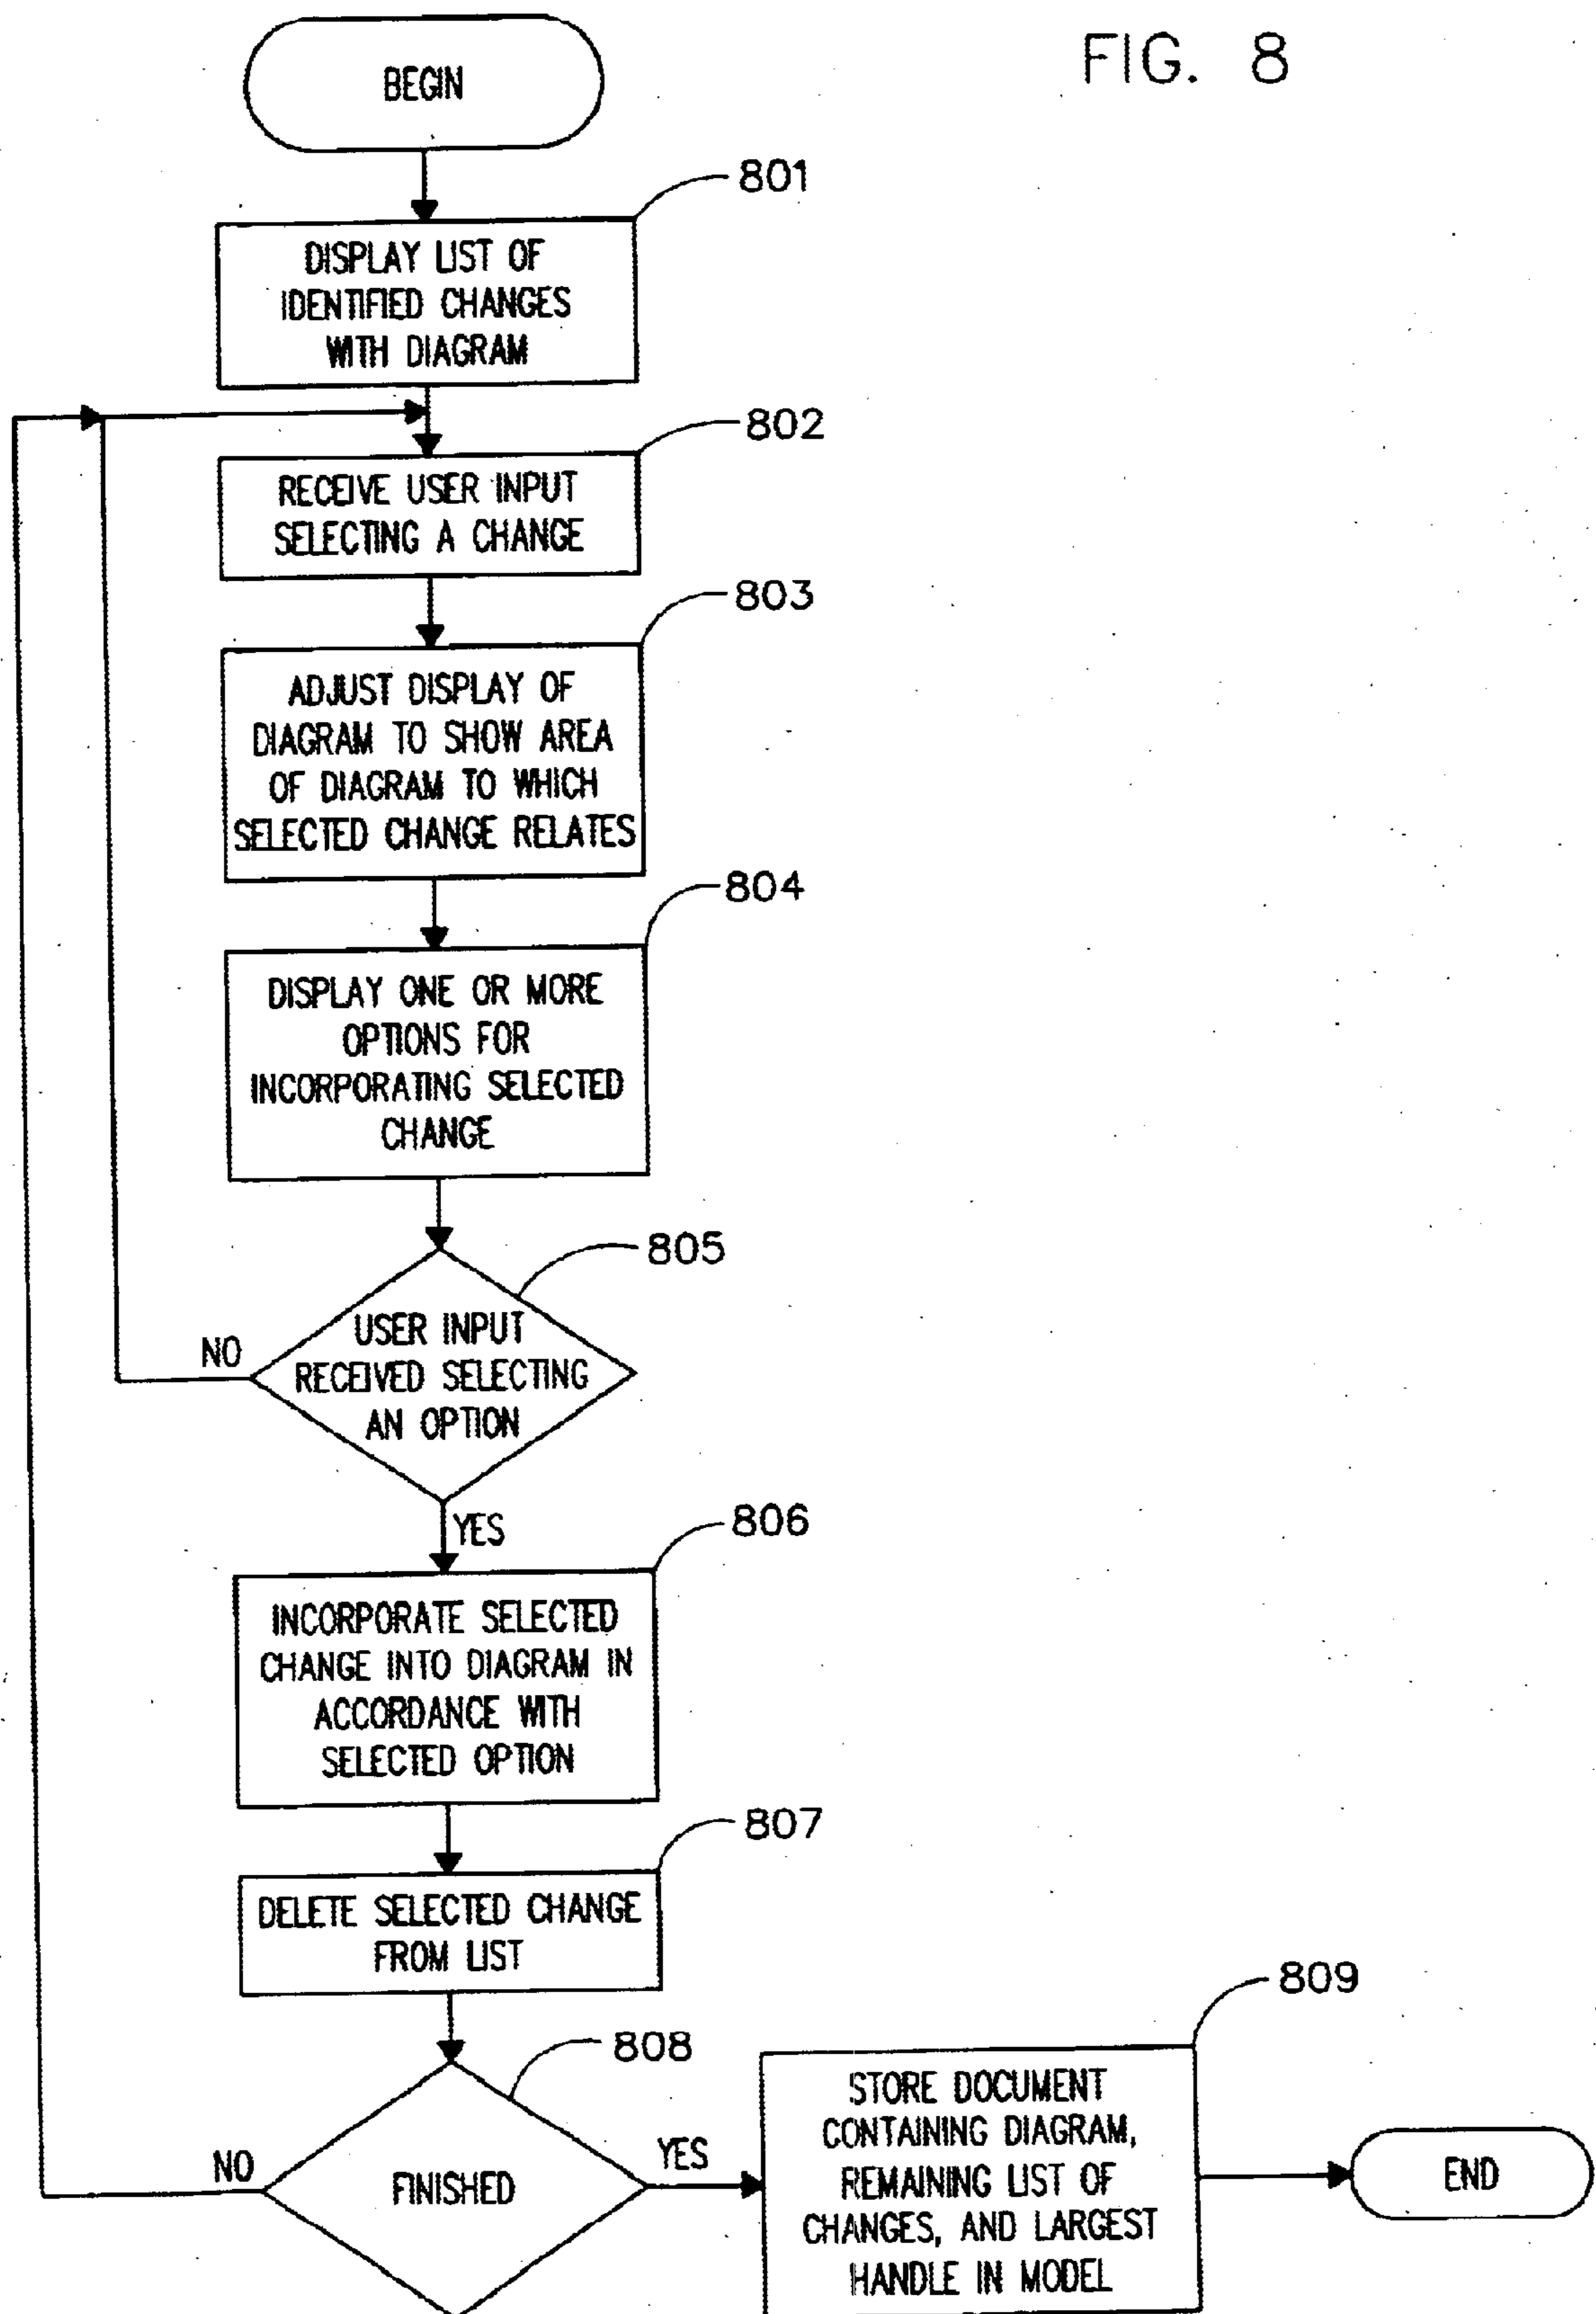 FIG. 8
BEGIN
801
DISPLAY LIST OF
IDENTIFIED CHANGES
WITH DIAGRAM
802
RECEIVE USER INPUT
SELECTING A CHANGE
803
ADJUST DISPLAY OF
DIAGRAM TO SHOW AREA
OF DIAGRAM TO WHICH
SELECTED CHANGE RELATES
804
DISPLAY ONE OR MORE
OPTIONS FOR
INCORPORATING SELECTED
CHANGE
805
USER INPUT
RECEIVED SELECTING
AN OPTION
NO
YES
806
INCORPORATE SELECTED
CHANGE INTO DIAGRAM IN
ACCORDANCE WITH
SELECTED OPTION
807
DELETE SELECTED CHANGE
FROM LIST
808
FINISHED
NO
YES
809
STORE DOCUMENT
CONTAINING DIAGRAM,
REMAINING LIST OF
CHANGES, AND LARGEST
HANDLE IN MODEL
END